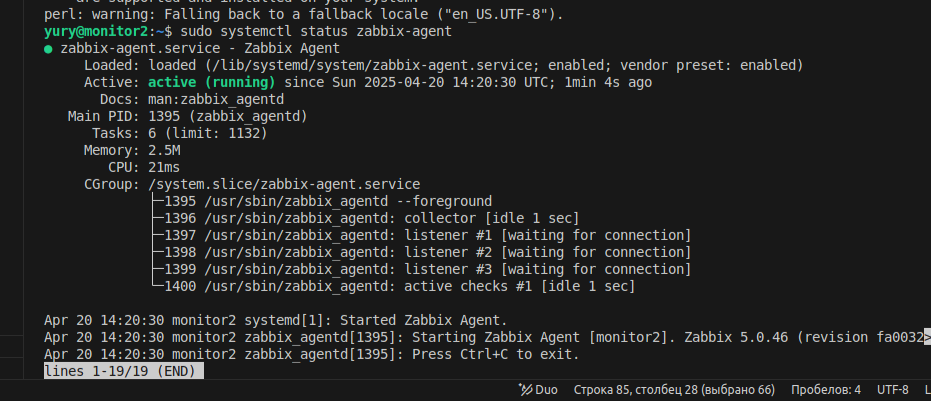 perl: warning: Falling back to a fallback locale ("en_US.UTF-8").
yury@monitor2:~$ sudo systemctl status zabbix-agent
● zabbix-agent.service - Zabbix Agent
Loaded: loaded (/lib/systemd/system/zabbix-agent.service; enabled; vendor preset: enabled)
Active: active (running) since Sun 2025-04-20 14:20:30 UTC; 1min 4s ago
Docs: man:zabbix_agentd
Main PID: 1395 (zabbix_agentd)
Tasks: 6 (limit: 1132)
Memory: 2.5M
CPU: 21ms
CGroup: /system.slice/zabbix-agent.service
├─1395 /usr/sbin/zabbix_agentd --foreground
├─1396 /usr/sbin/zabbix_agentd: collector [idle 1 sec]
├─1397 /usr/sbin/zabbix_agentd: listener #1 [waiting for connection]
├─1398 /usr/sbin/zabbix_agentd: listener #2 [waiting for connection]
├─1399 /usr/sbin/zabbix_agentd: listener #3 [waiting for connection]
└─1400 /usr/sbin/zabbix_agentd: active checks #1 [idle 1 sec]
Apr 20 14:20:30 monitor2 systemd[1]: Started Zabbix Agent.
Apr 20 14:20:30 monitor2 zabbix_agentd[1395]: Starting Zabbix Agent [monitor2]. Zabbix 5.0.46 (revision fa0032>
Apr 20 14:20:30 monitor2 zabbix_agentd[1395]: Press Ctrl+C to exit.
lines 1-19/19 (END)
Duo Строка 85, столбец 28 (выбрано 66) Пробелов: 4 UTF-8 L